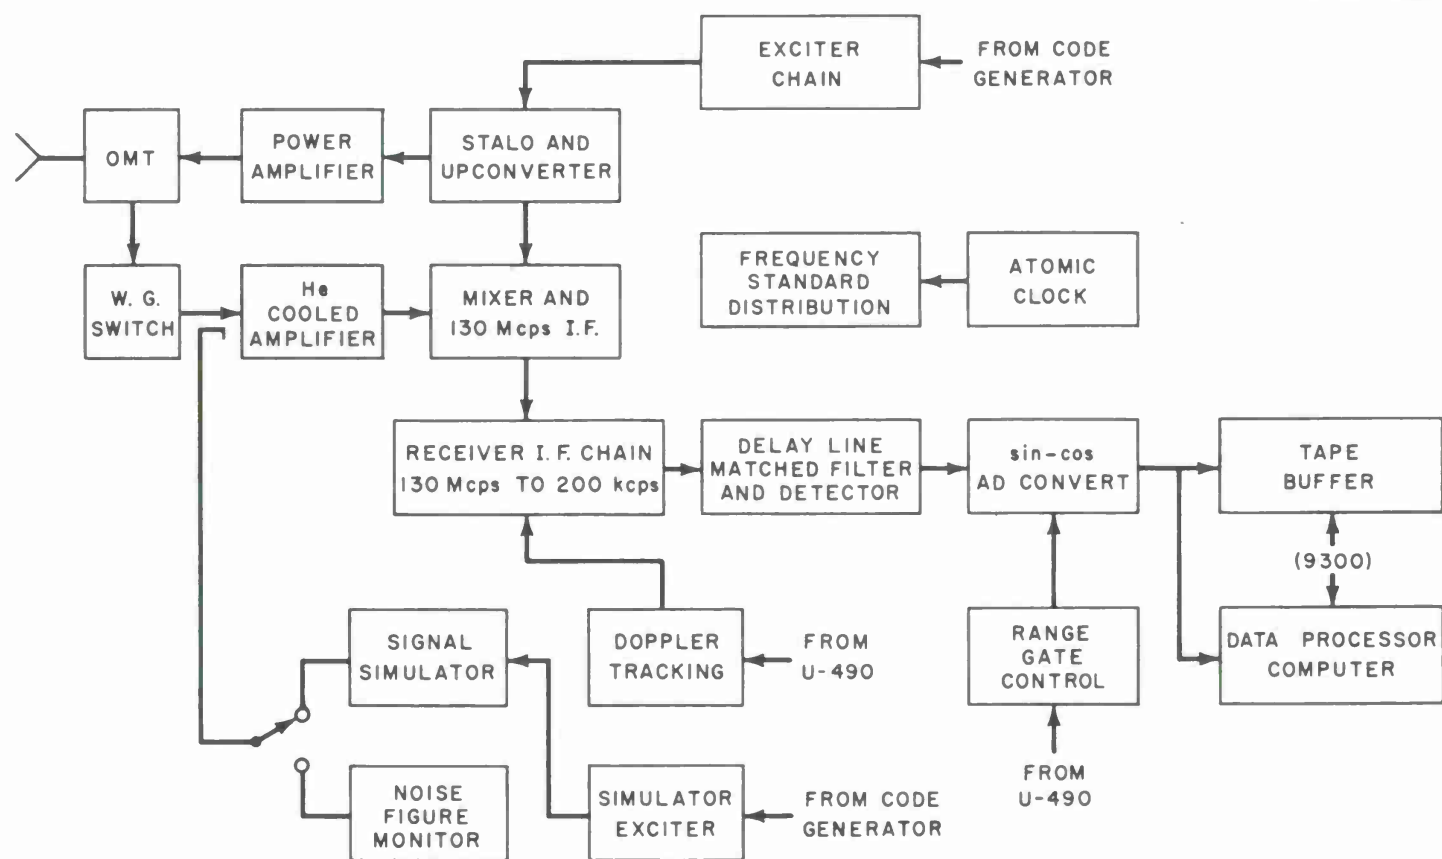 EXCITER
CHAIN
FROM CODE
GENERATOR
OMT
POWER
AMPLIFIER
STALO AND
UPCONVERTER
W. G.
SWITCH
He
COOLED
AMPLIFIER
MIXER AND
130 Mcps I.F.
FREQUENCY
STANDARD
DISTRIBUTION
ATOMIC
CLOCK
RECEIVER I. F. CHAIN
130 Mcps TO 200 kcps
DELAY LINE
MATCHED FILTER
AND DETECTOR
sin-cos
AD CONVERT
TAPE
BUFFER
(9300)
SIGNAL
SIMULATOR
DOPPLER
TRACKING
FROM
U-490
RANGE
GATE
CONTROL
DATA PROCESSOR
COMPUTER
NOISE
FIGURE
MONITOR
SIMULATOR
EXCITER
FROM CODE
GENERATOR
FROM
U-490